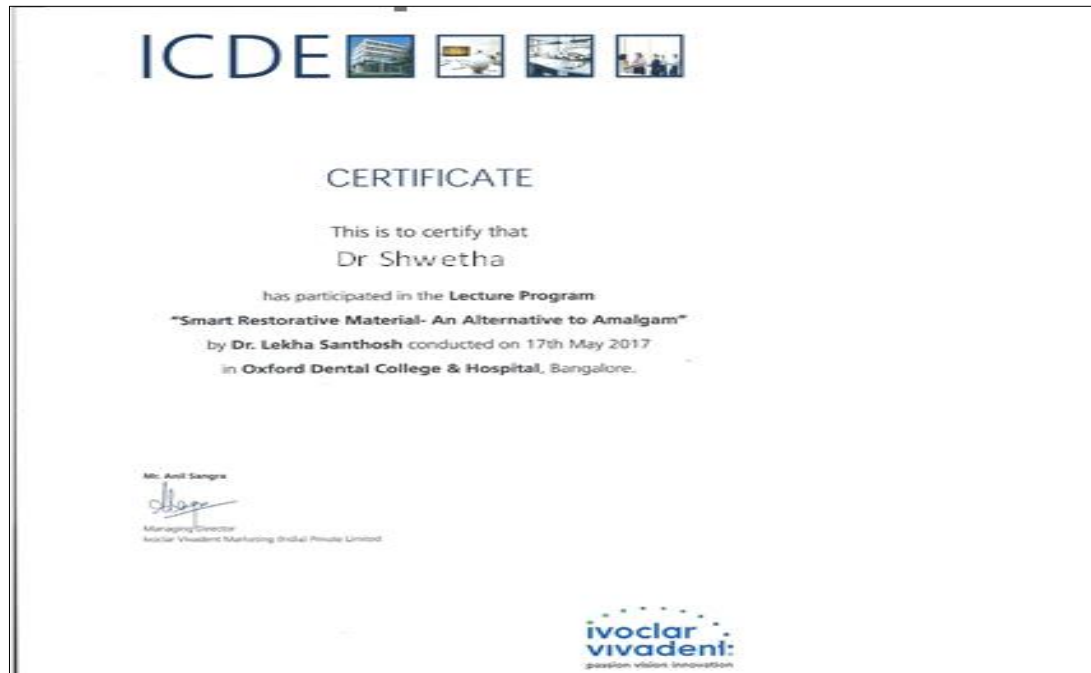 ICDE
CERTIFICATE
This is to certify that
Dr Shwetha
has participated in the Lecture Program
"Smart Restorative Material- An Alternative to Amalgam"
by Dr. Lekha Santhosh conducted on 17th May 2017
in Oxford Dental College & Hospital, Bangalore.
Mr. Anil Sangra
Managing Director
Ivoclar Vivadent Marketing (India) Private Limited
ivoclar
vivadent:
passion vision innovation